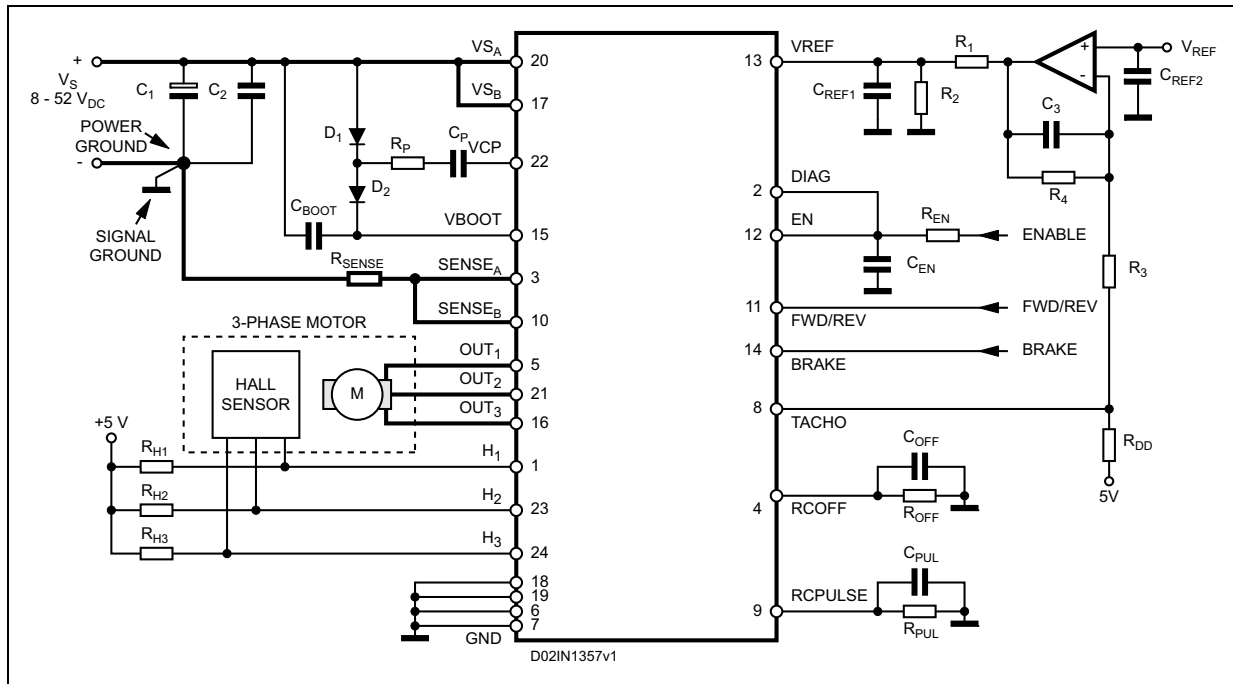 +
V_S
8 - 52 V_DC
-
POWER
GROUND
SIGNAL
GROUND
C_1
C_2
D_1
D_2
R_P
C_P
C_BOOT
R_SENSE
VS_A
20
VS_B
17
VCP
22
VBOOT
15
SENSE_A
3
SENSE_B
10
3-PHASE MOTOR
HALL
SENSOR
M
OUT_1
5
OUT_2
21
OUT_3
16
+5 V
R_H1
H_1
1
R_H2
H_2
23
R_H3
H_3
24
18
19
6
7
GND
D02IN1357v1
13
VREF
R_1
C_REF1
R_2
+
-
V_REF
C_REF2
C_3
R_4
R_3
2
DIAG
12
EN
R_EN
ENABLE
C_EN
11
FWD/REV
FWD/REV
14
BRAKE
BRAKE
8
TACHO
R_DD
5V
4
RCOFF
C_OFF
R_OFF
9
RCPULSE
C_PUL
R_PUL